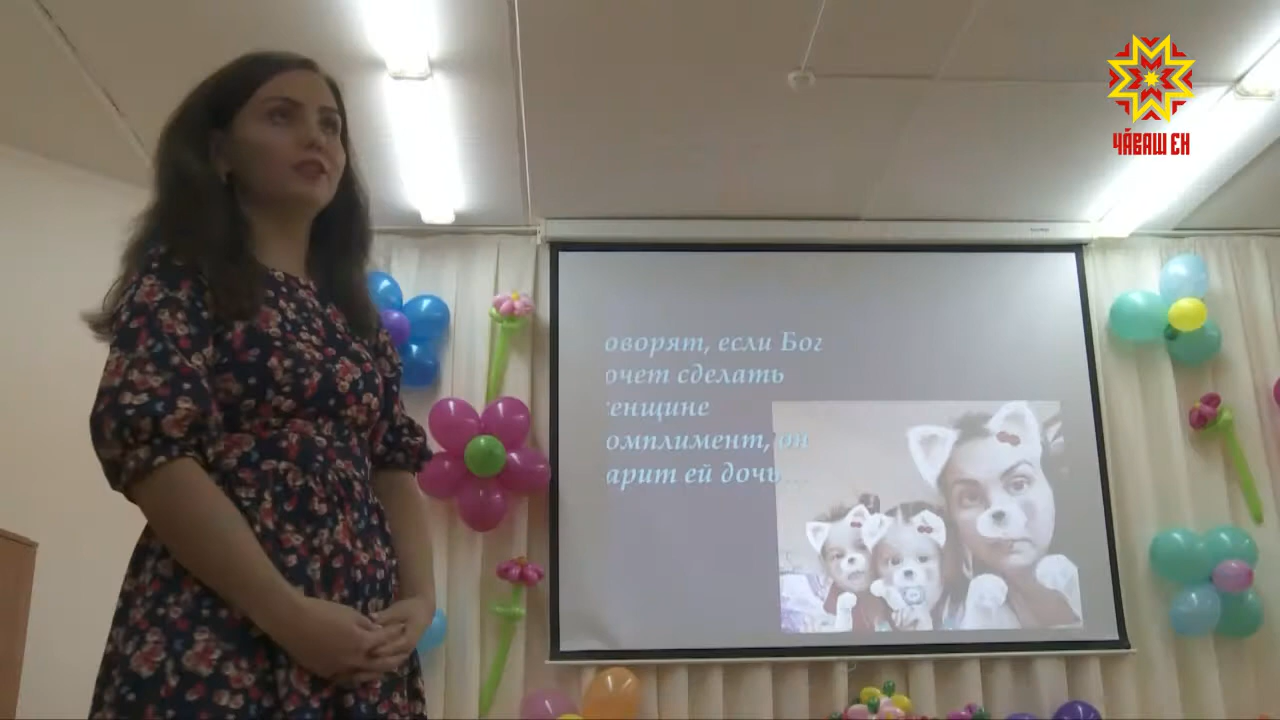 ЧӐВАШ ЕН
оворят, если Бог
очет сделать
енщине
омплимент, он
арит ей дочь...